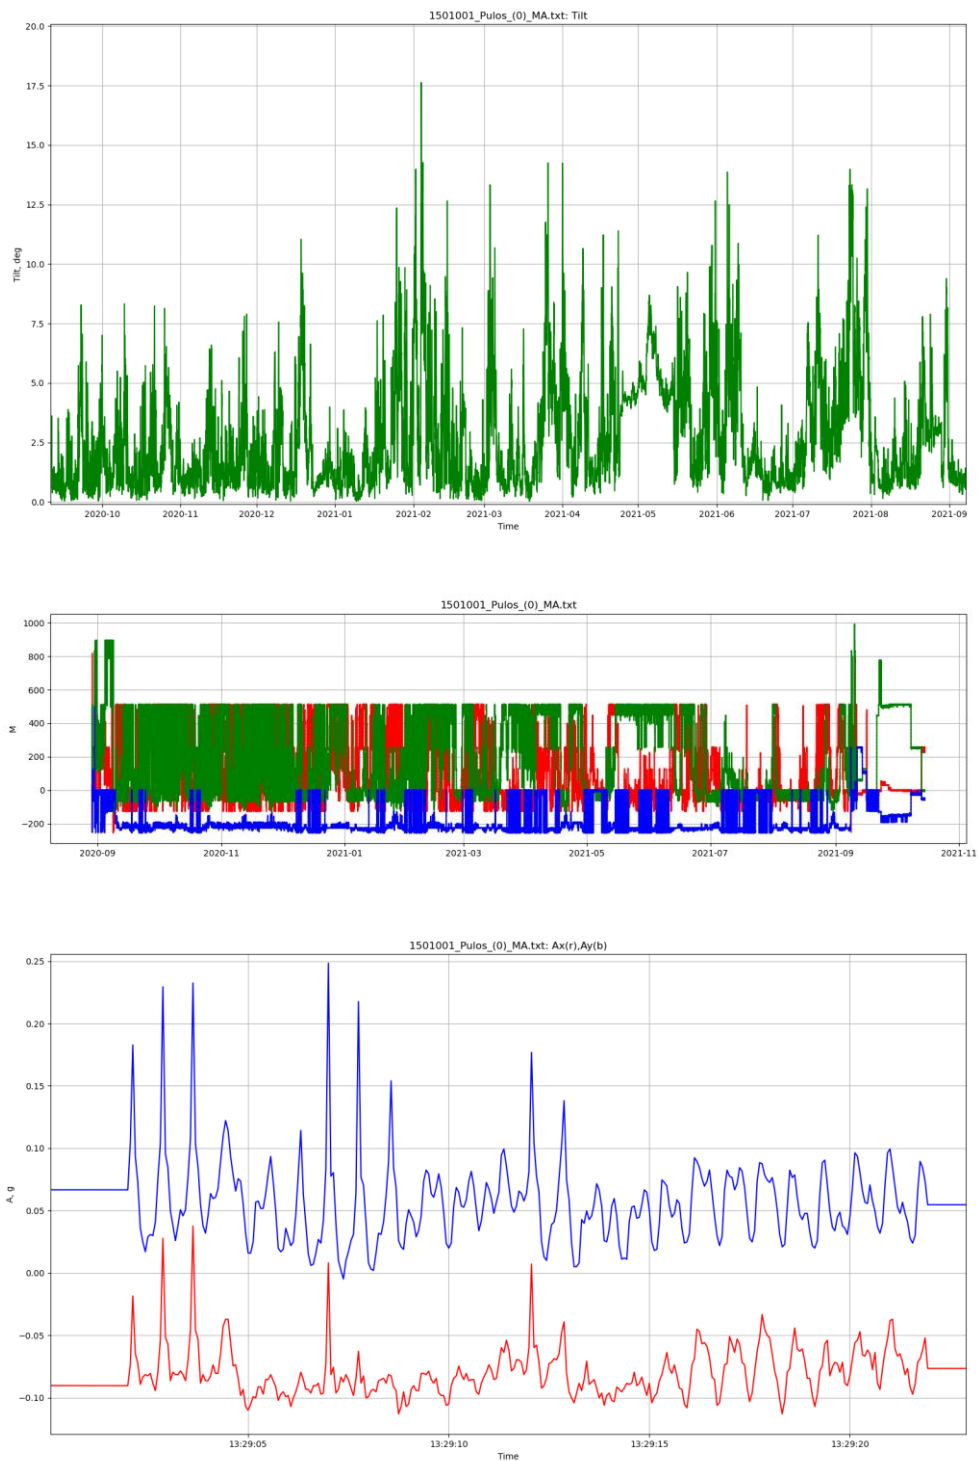 1501001_Pulos_(0)_MA.txt: Tilt
20.0
17.5
15.0
12.5
10.0
7.5
5.0
2.5
0.0
Tilt, deg
2020-10 2020-11 2020-12 2021-01 2021-02 2021-03 2021-04 2021-05 2021-06 2021-07 2021-08 2021-09
Time
1501001_Pulos_(0)_MA.txt
1000
800
600
400
200
0
−200
M
2020-09 2020-11 2021-01 2021-03 2021-05 2021-07 2021-09 2021-11
1501001_Pulos_(0)_MA.txt: Ax(r),Ay(b)
0.25
0.20
0.15
0.10
0.05
0.00
−0.05
−0.10
A, g
13:29:05 13:29:10 13:29:15 13:29:20
Time